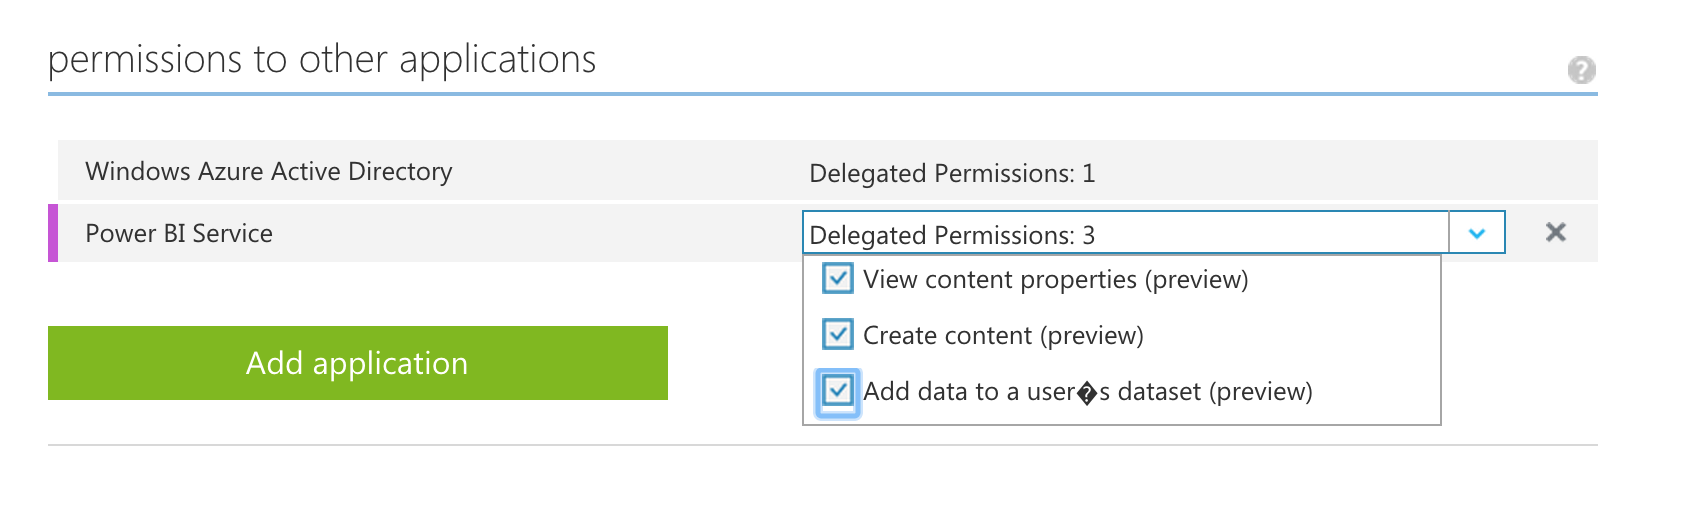 permissions to other applications
?
Windows Azure Active Directory Delegated Permissions: 1
Power BI Service Delegated Permissions: 3
View content properties (preview)
Create content (preview)
Add application
Add data to a user�s dataset (preview)